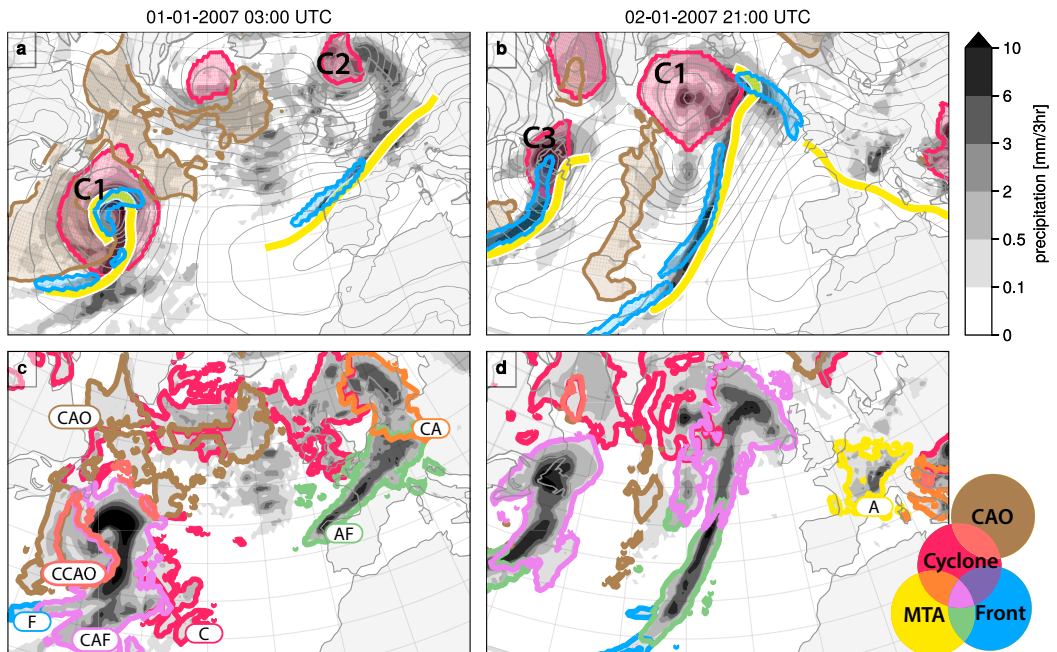 01-01-2007 03:00 UTC
02-01-2007 21:00 UTC
a
C2
C1
b
C1
C3
10
6
3
2
0.5
0.1
0
precipitation [mm/3hr]
c
CAO
CA
AF
CCAO
F
CAF
C
d
A
CAO
Cyclone
MTA
Front